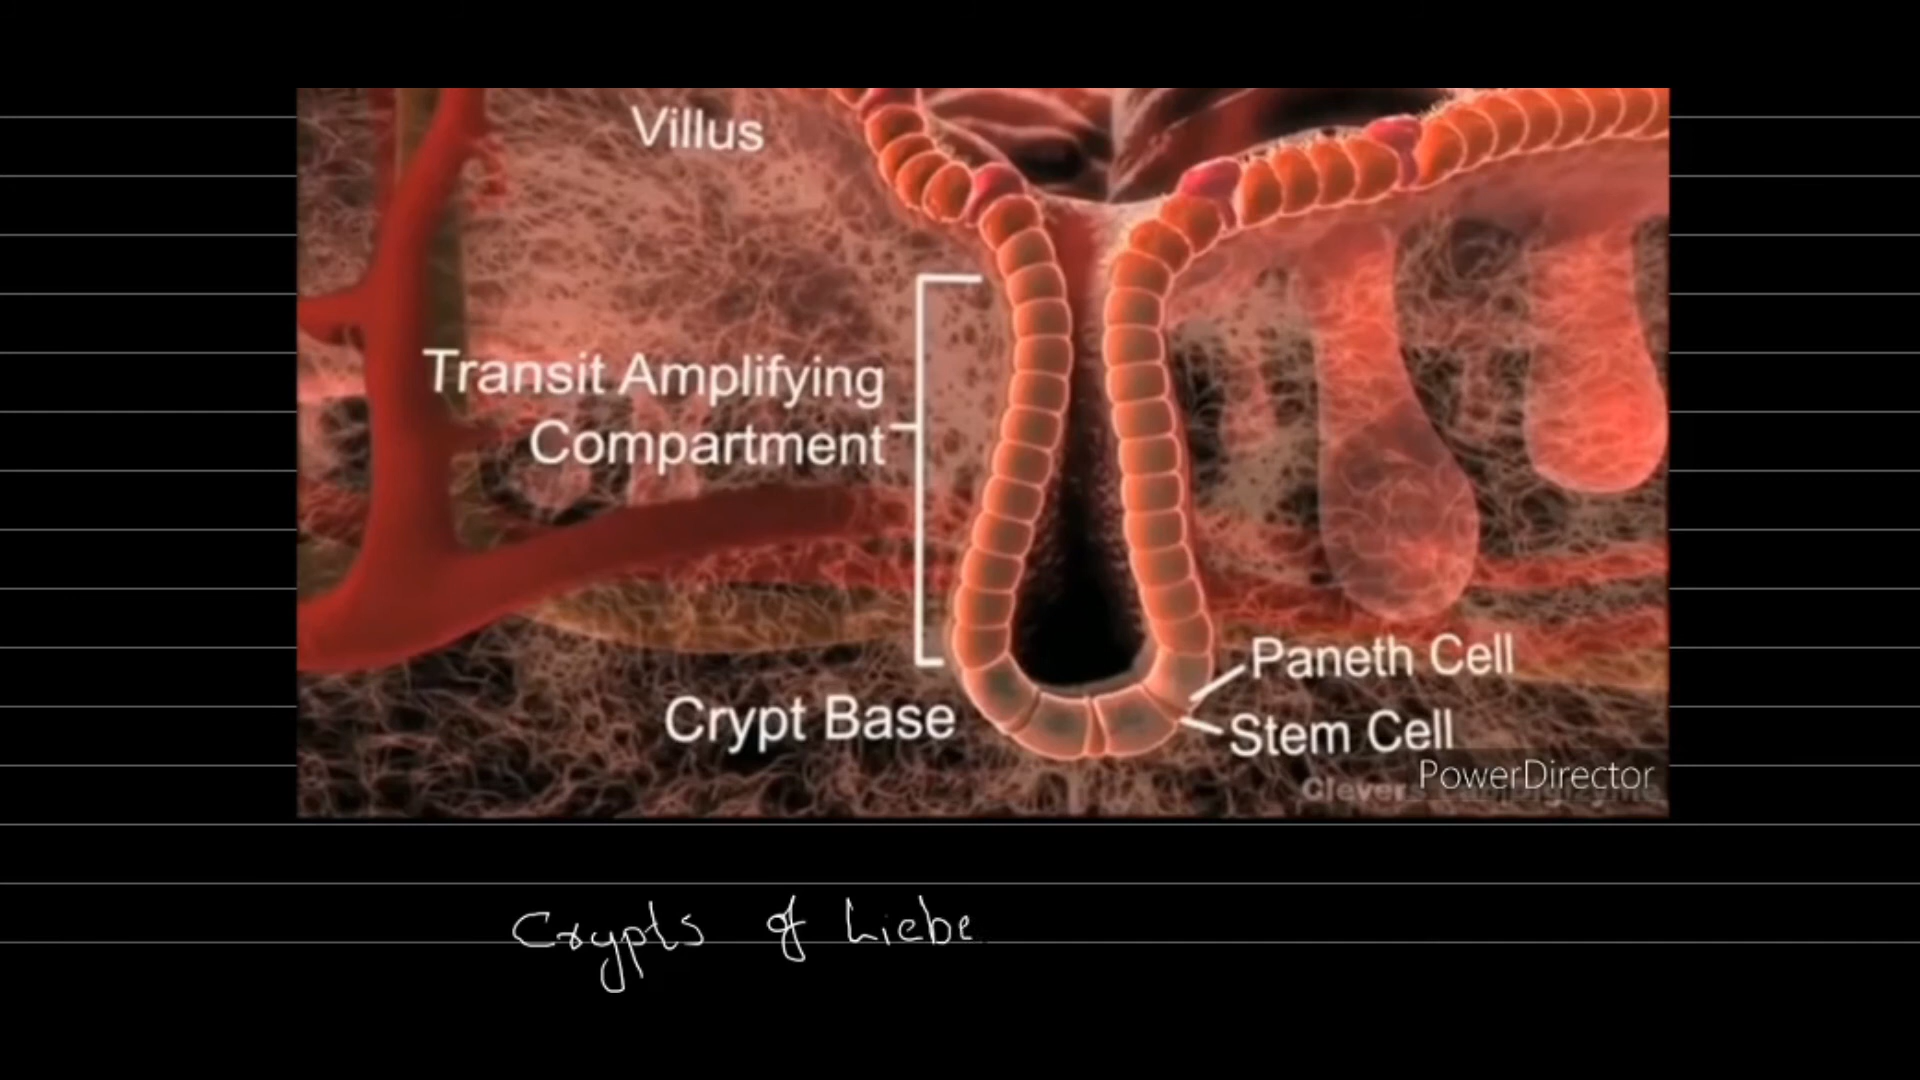 Villus
Transit Amplifying
Compartment
Paneth Cell
Crypt Base
Stem Cell
PowerDirector
Crypts of Liebe